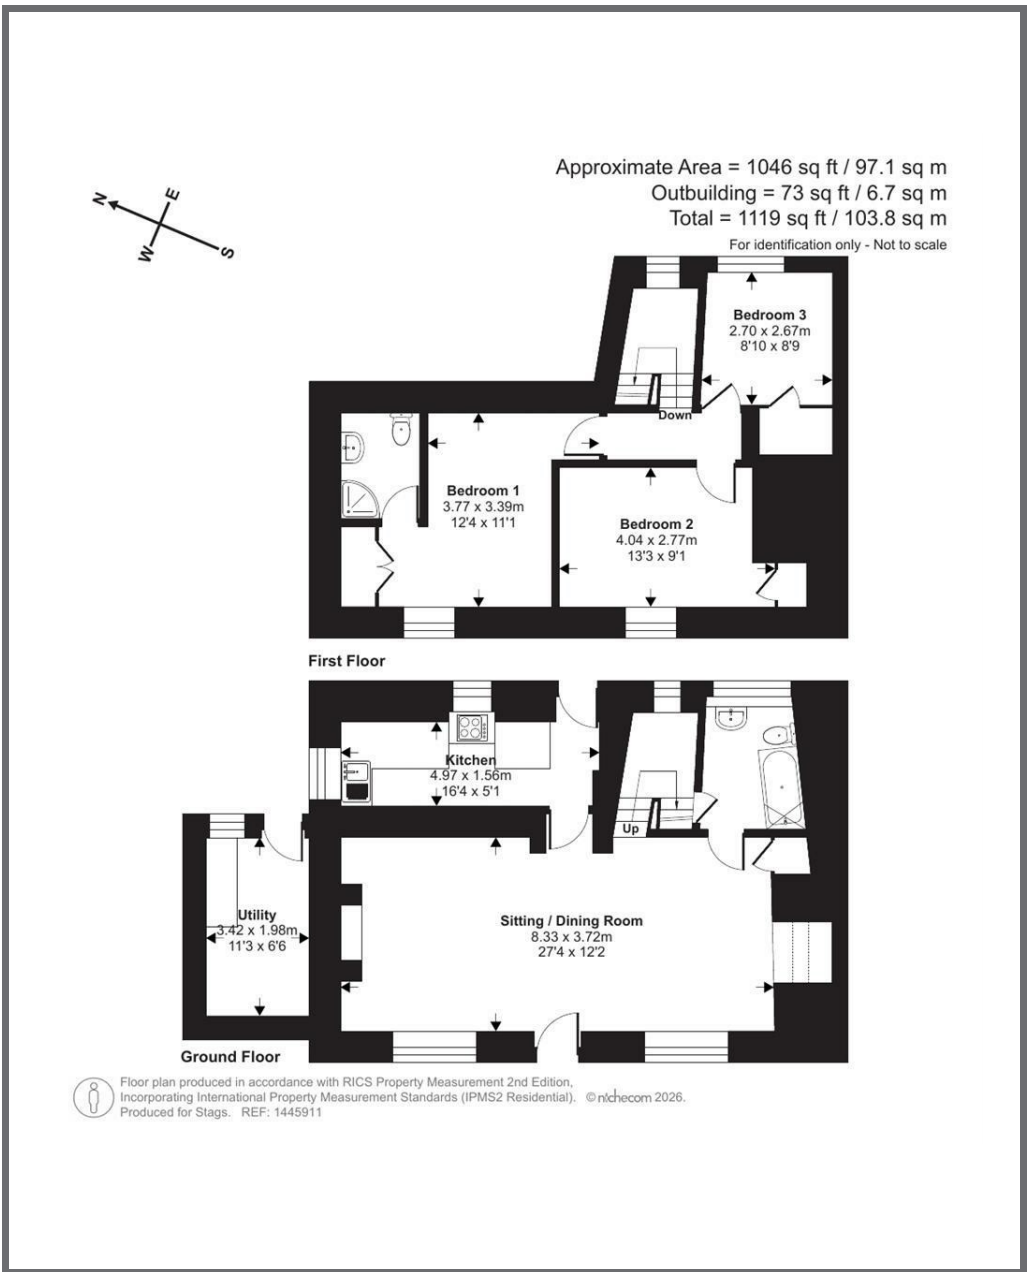 Approximate Area = 1046 sq ft / 97.1 sq m
Outbuilding = 73 sq ft / 6.7 sq m
Total = 1119 sq ft / 103.8 sq m
For identification only - Not to scale
N
E
W
S
Bedroom 3
2.70 x 2.67m
8'10 x 8'9
Down
Bedroom 1
3.77 x 3.39m
12'4 x 11'1
Bedroom 2
4.04 x 2.77m
13'3 x 9'1
First Floor
Kitchen
4.97 x 1.56m
16'4 x 5'1
Up
Utility
3.42 x 1.98m
11'3 x 6'6
Sitting / Dining Room
8.33 x 3.72m
27'4 x 12'2
Ground Floor
Floor plan produced in accordance with RICS Property Measurement 2nd Edition,
Incorporating International Property Measurement Standards (IPMS2 Residential). © nichecom 2026.
Produced for Stags. REF: 1445911